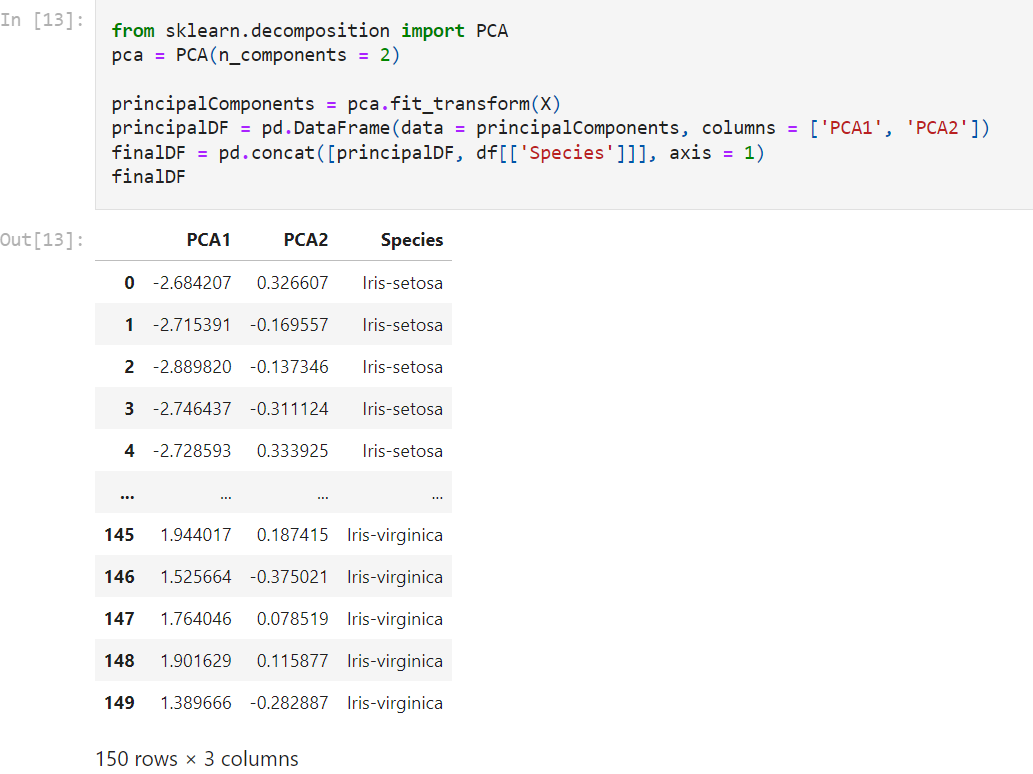 In [13]:
from sklearn.decomposition import PCA
pca = PCA(n_components = 2)

principalComponents = pca.fit_transform(X)
principalDF = pd.DataFrame(data = principalComponents, columns = ['PCA1', 'PCA2'])
finalDF = pd.concat([principalDF, df[['Species']]], axis = 1)
finalDF
Out[13]:
PCA1 PCA2 Species
0 -2.684207 0.326607 Iris-setosa
1 -2.715391 -0.169557 Iris-setosa
2 -2.889820 -0.137346 Iris-setosa
3 -2.746437 -0.311124 Iris-setosa
4 -2.728593 0.333925 Iris-setosa
... ... ... ...
145 1.944017 0.187415 Iris-virginica
146 1.525664 -0.375021 Iris-virginica
147 1.764046 0.078519 Iris-virginica
148 1.901629 0.115877 Iris-virginica
149 1.389666 -0.282887 Iris-virginica
150 rows × 3 columns